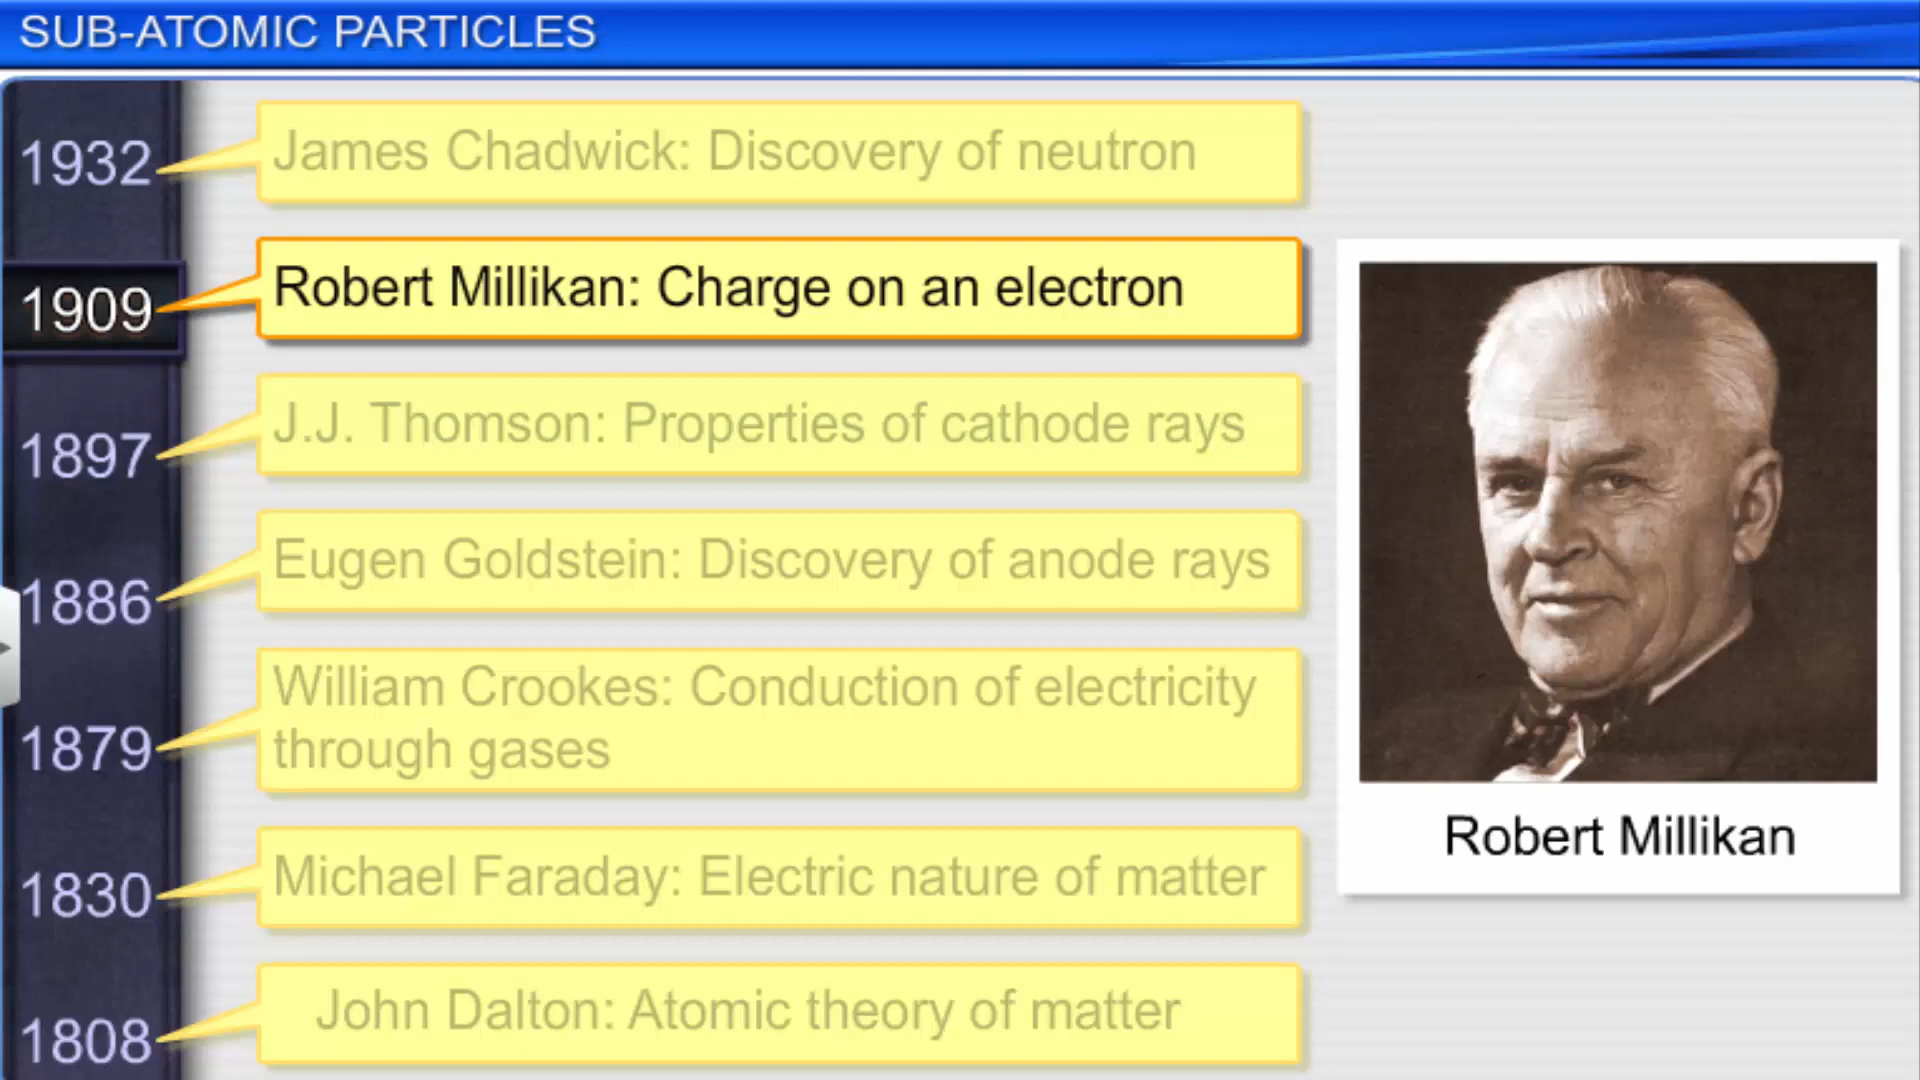 SUB-ATOMIC PARTICLES
1932
James Chadwick: Discovery of neutron
1909
Robert Millikan: Charge on an electron
1897
J.J. Thomson: Properties of cathode rays
1886
Eugen Goldstein: Discovery of anode rays
1879
William Crookes: Conduction of electricity
through gases
1830
Michael Faraday: Electric nature of matter
1808
John Dalton: Atomic theory of matter
Robert Millikan